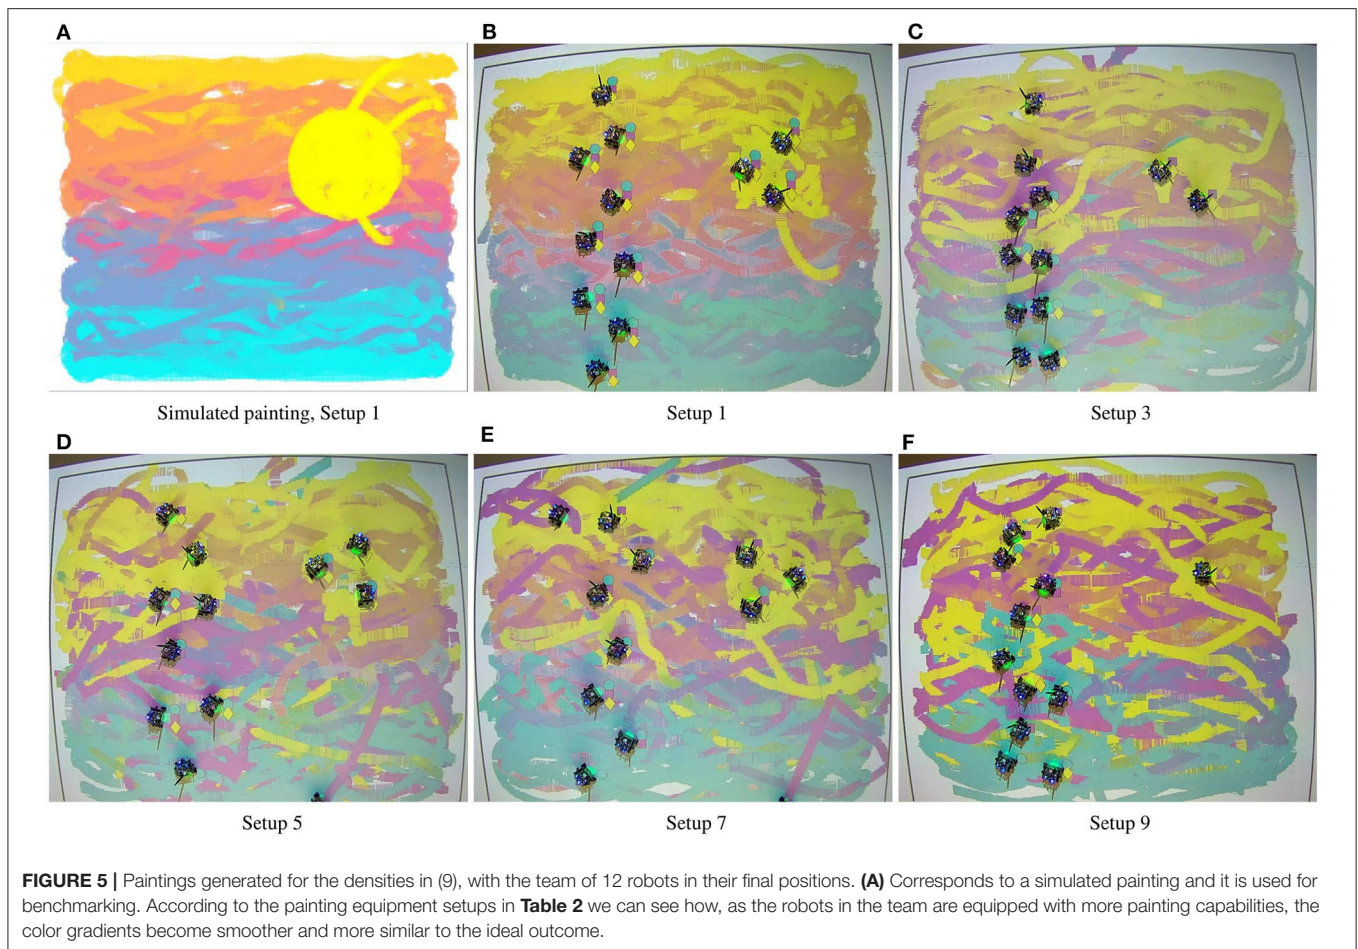 A
B
C
Simulated painting, Setup 1
Setup 1
Setup 3
D
E
F
Setup 5
Setup 7
Setup 9
FIGURE 5 | Paintings generated for the densities in (9), with the team of 12 robots in their final positions. (A) Corresponds to a simulated painting and it is used for
benchmarking. According to the painting equipment setups in Table 2 we can see how, as the robots in the team are equipped with more painting capabilities, the
color gradients become smoother and more similar to the ideal outcome.